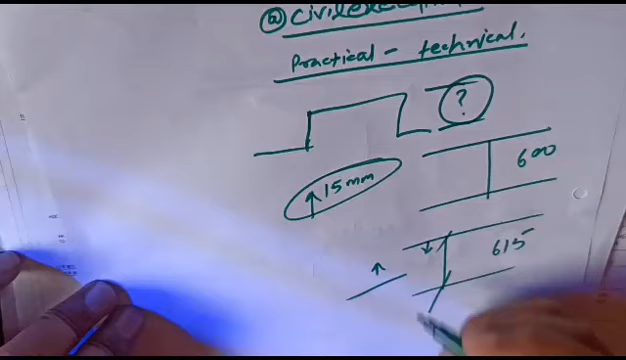 Practical - technical.
?
600
↑ 15mm
615